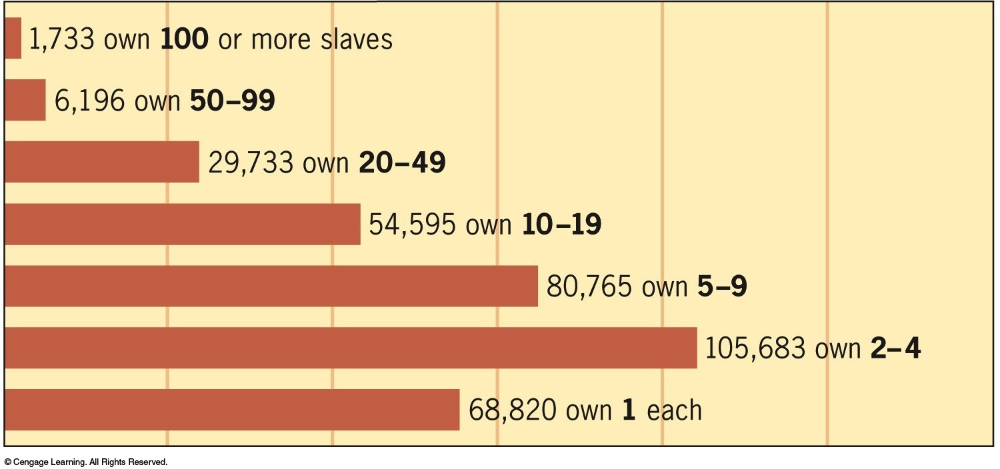 1,733 own 100 or more slaves
6,196 own 50–99
29,733 own 20–49
54,595 own 10–19
80,765 own 5–9
105,683 own 2–4
68,820 own 1 each
© Cengage Learning. All Rights Reserved.